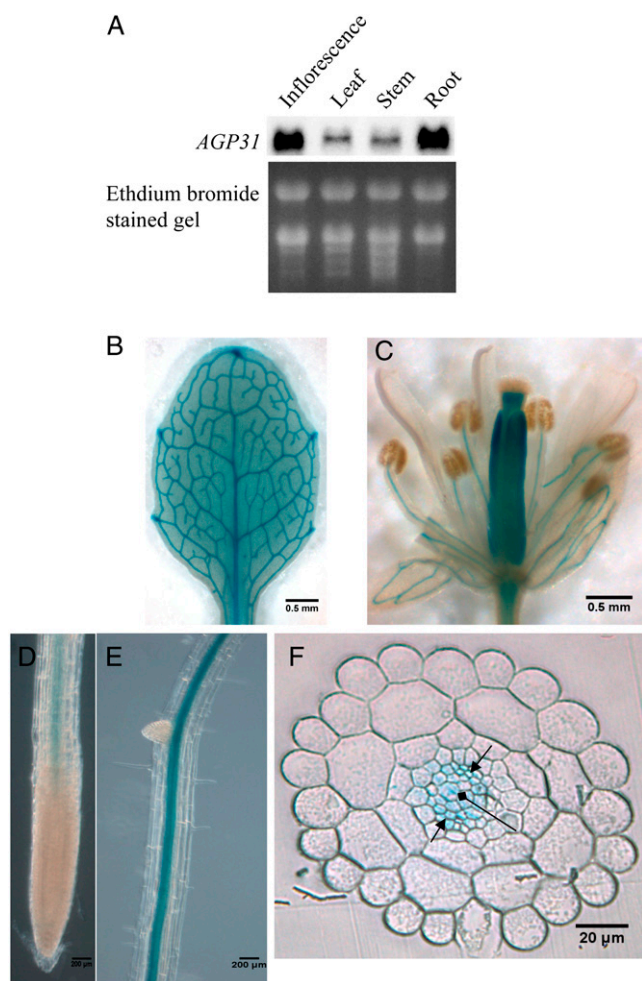 A
Inflorescence
Leaf
Stem
Root
AGP31
Ethdium bromide
stained gel
B
0.5 mm
C
0.5 mm
D
200 µm
E
200 µm
F
20 µm